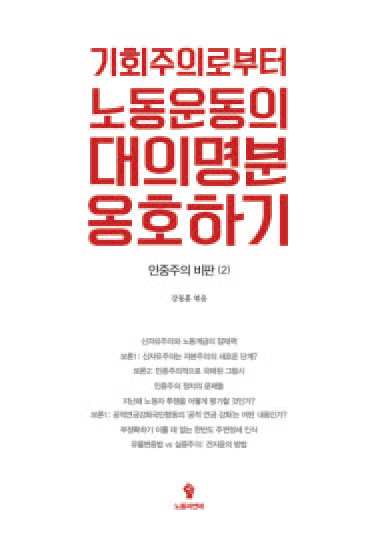 기회주의로부터
노동운동의
대의명분
옹호하기
민중주의 비판 (2)
강동훈 엮음
신자유주의와 노동계급의 잠재력
보론1: 신자유주의는 자본주의의 새로운 단계?
보론2: 민중주의적으로 곡해된 그람시
민중주의 정치의 문제들
지난해 노동자 투쟁을 어떻게 평가할 것인가?
보론1: 공적연금강화국민행동의 '공적 연금 강화'는 어떤 내용인가?
부정확하기 이를 데 없는 한반도 주변정세 인식
유물변증법 vs 실증주의: 전지윤의 방법
노동자연대